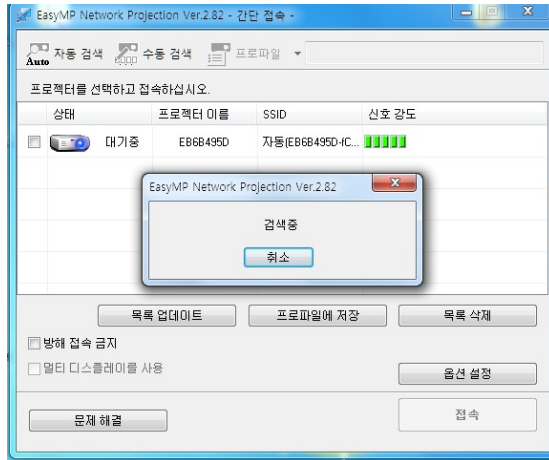 EasyMP Network Projection Ver.2.82 - 간단 접속 -
Auto 자동 검색 수동 검색 프로파일
프로젝터를 선택하고 접속하십시오.
상태 프로젝터 이름 SSID 신호 강도
대기중 EB6B495D 자동(EB6B495D-fC...
EasyMP Network Projection Ver.2.82
검색중
취소
목록 업데이트 프로파일에 저장 목록 삭제
방해 접속 금지
멀티 디스플레이를 사용
옵션 설정
문제 해결 접속